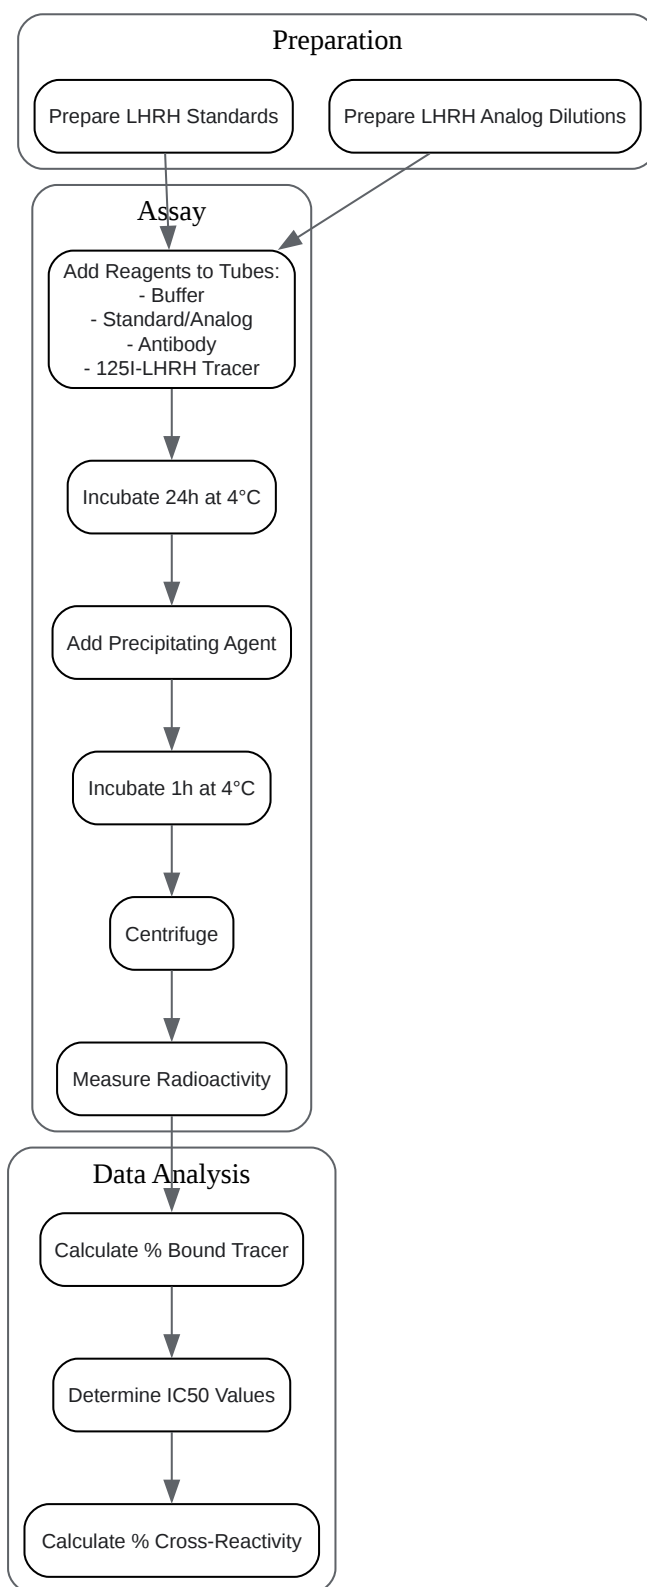 Preparation
Prepare LHRH Standards
Prepare LHRH Analog Dilutions
Assay
Add Reagents to Tubes:
- Buffer
- Standard/Analog
- Antibody
- 125I-LHRH Tracer
Incubate 24h at 4°C
Add Precipitating Agent
Incubate 1h at 4°C
Centrifuge
Measure Radioactivity
Data Analysis
Calculate % Bound Tracer
Determine IC50 Values
Calculate % Cross-Reactivity